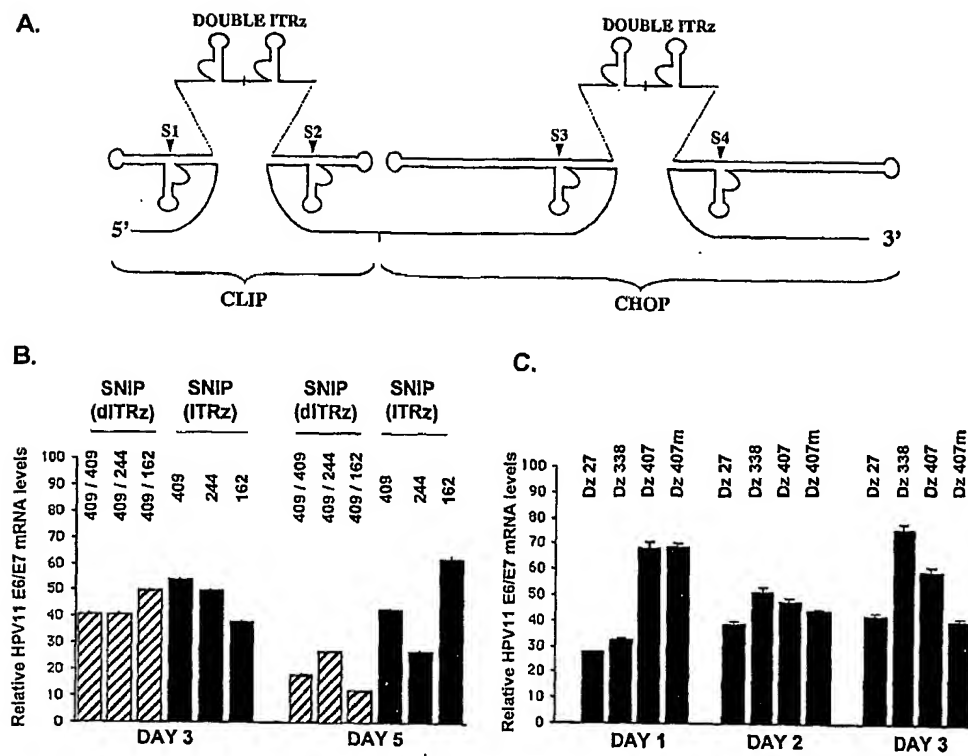 A.
DOUBLE ITRz
DOUBLE ITRz
S1
S2
S3
S4
5'
3'
CLIP
CHOP
B.
SNIP
(dITRz)
SNIP
(ITRz)
SNIP
(dITRz)
SNIP
(ITRz)
409 / 409
409 / 244
409 / 162
409
244
162
409 / 409
409 / 244
409 / 162
409
244
162
Relative HPV11 E6/E7 mRNA levels
100
90
80
70
60
50
40
30
20
10
0
DAY 3
DAY 5
C.
Dz 27
Dz 338
Dz 407
Dz 407m
Dz 27
Dz 338
Dz 407
Dz 407m
Dz 27
Dz 338
Dz 407
Dz 407m
Relative HPV11 E6/E7 mRNA levels
100
90
80
70
60
50
40
30
20
10
0
DAY 1
DAY 2
DAY 3